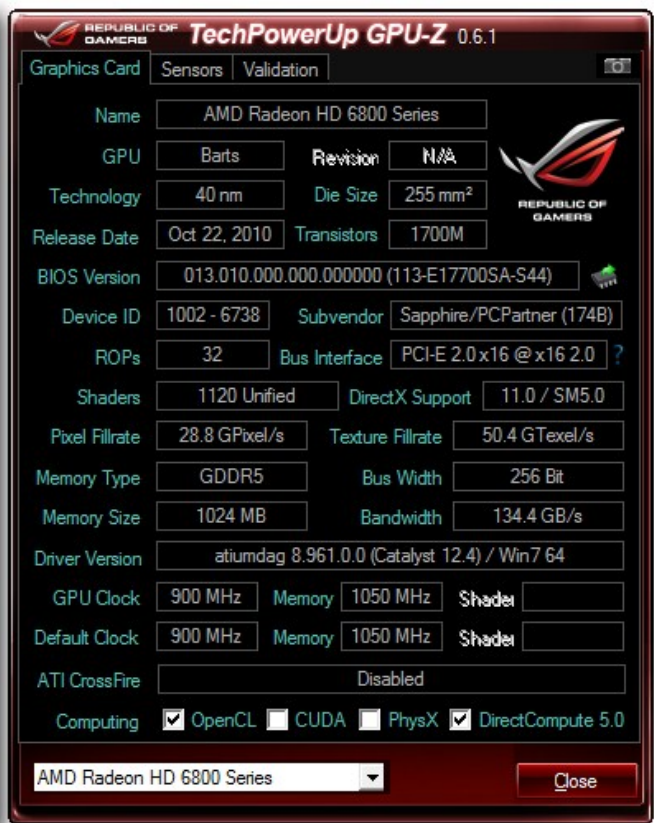 REPUBLIC OF GAMERS TechPowerUp GPU-Z 0.6.1
Graphics Card Sensors Validation
Name AMD Radeon HD 6800 Series
GPU Barts Revision N/A
Technology 40 nm Die Size 255 mm²
REPUBLIC OF
GAMERS
Release Date Oct 22, 2010 Transistors 1700M
BIOS Version 013.010.000.000.000000 (113-E17700SA-S44)
Device ID 1002 - 6738 Subvendor Sapphire/PCPartner (174B)
ROPs 32 Bus Interface PCI-E 2.0 x16 @ x16 2.0 ?
Shaders 1120 Unified DirectX Support 11.0 / SM5.0
Pixel Fillrate 28.8 GPixel/s Texture Fillrate 50.4 GTexel/s
Memory Type GDDR5 Bus Width 256 Bit
Memory Size 1024 MB Bandwidth 134.4 GB/s
Driver Version atiumdag 8.961.0.0 (Catalyst 12.4) / Win7 64
GPU Clock 900 MHz Memory 1050 MHz Shader
Default Clock 900 MHz Memory 1050 MHz Shader
ATI CrossFire Disabled
Computing OpenCL CUDA PhysX DirectCompute 5.0
AMD Radeon HD 6800 Series Close